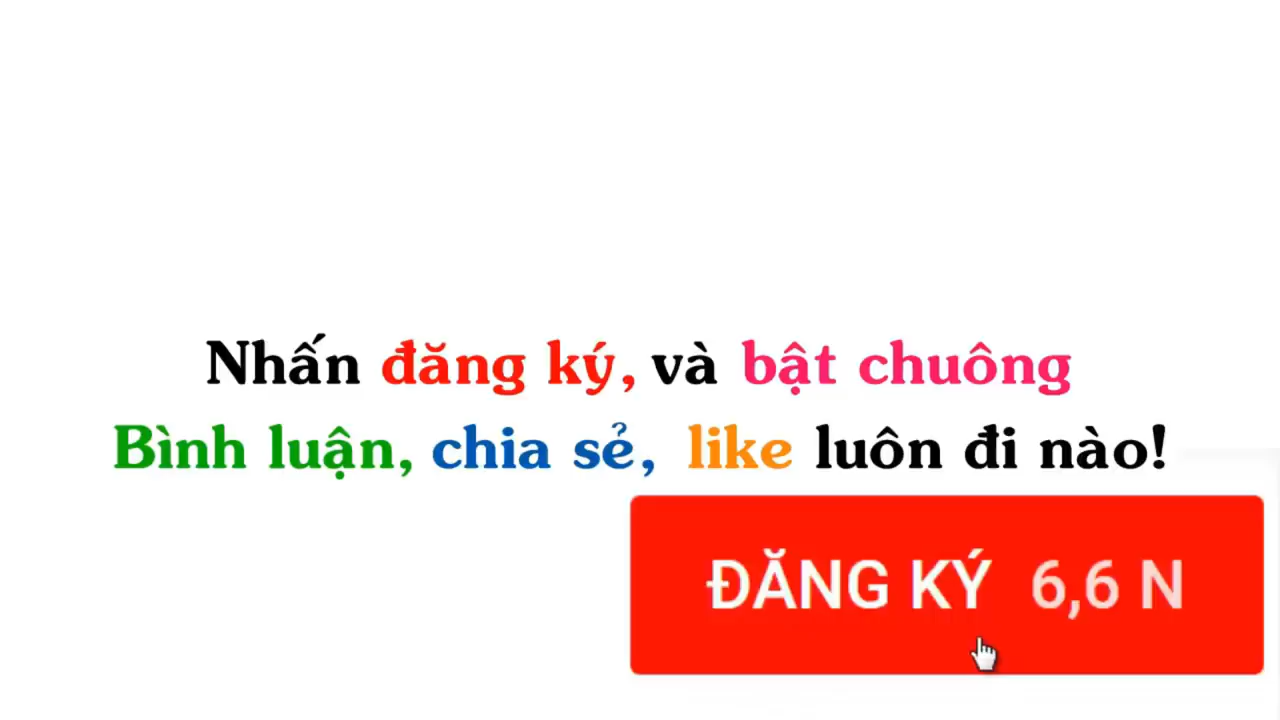 Nhấn đăng ký, và bật chuông
Bình luận, chia sẻ, like luôn đi nào!
ĐĂNG KÝ 6,6 N